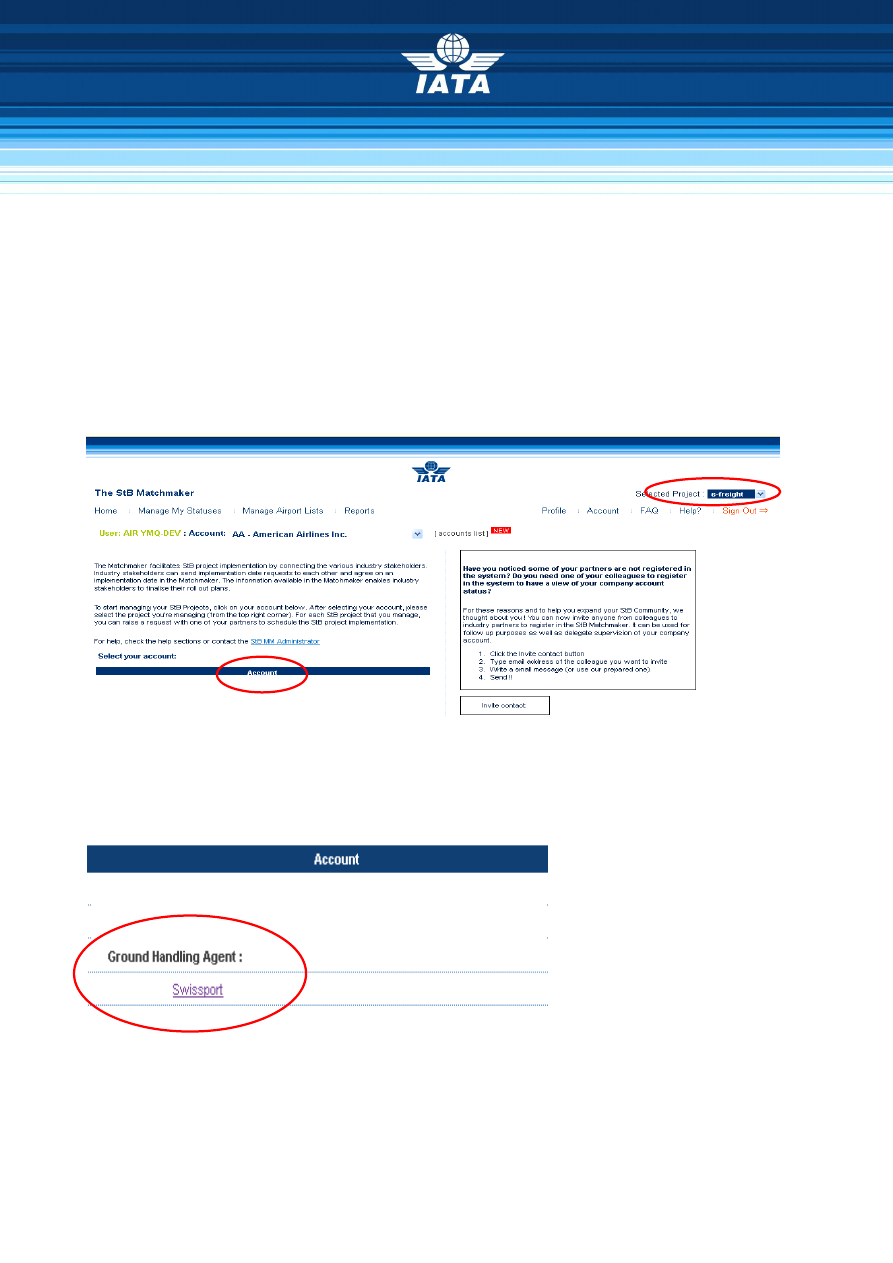 IATA
IATA
The StB Matchmaker
Selected Project : e-freight
Home Manage My Statuses Manage Airport Lists Reports
Profile Account FAQ Help? Sign Out ⇒
User: AIR YMQ-DEV : Account: AA - American Airlines Inc.
[ accounts list ] NEW
The Matchmaker facilitates StB project implementation by connecting the various industry stakeholders.
Industry stakeholders can send implementation date requests to each other and agree on an
implementation date in the Matchmaker. The information available in the Matchmaker enables industry
stakeholders to finalise their roll out plans.
To start managing your StB Projects, click on your account below. After selecting your account, please
select the project you're managing (from the top right corner). For each StB project that you manage,
you can raise a request with one of your partners to schedule the StB project implementation.
For help, check the help sections or contact the StB MM Administrator
Select your account:
Account
Have you noticed some of your partners are not registered in
the system? Do you need one of your colleagues to register
in the system to have a view of your company account
status?
For these reasons and to help you expand your StB Community, we
thought about you! You can now invite anyone from colleagues to
industry partners to register in the StB Matchmaker. It can be used for
follow up purposes as well as delegate supervision of your company
account.
1. Click the Invite contact button
2. Type email address of the colleague you want to invite
3. Write a small message (or use our prepared one)
4. Send !!
Invite contact
Account
Ground Handling Agent :
Swissport